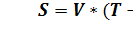 S = V * (T -